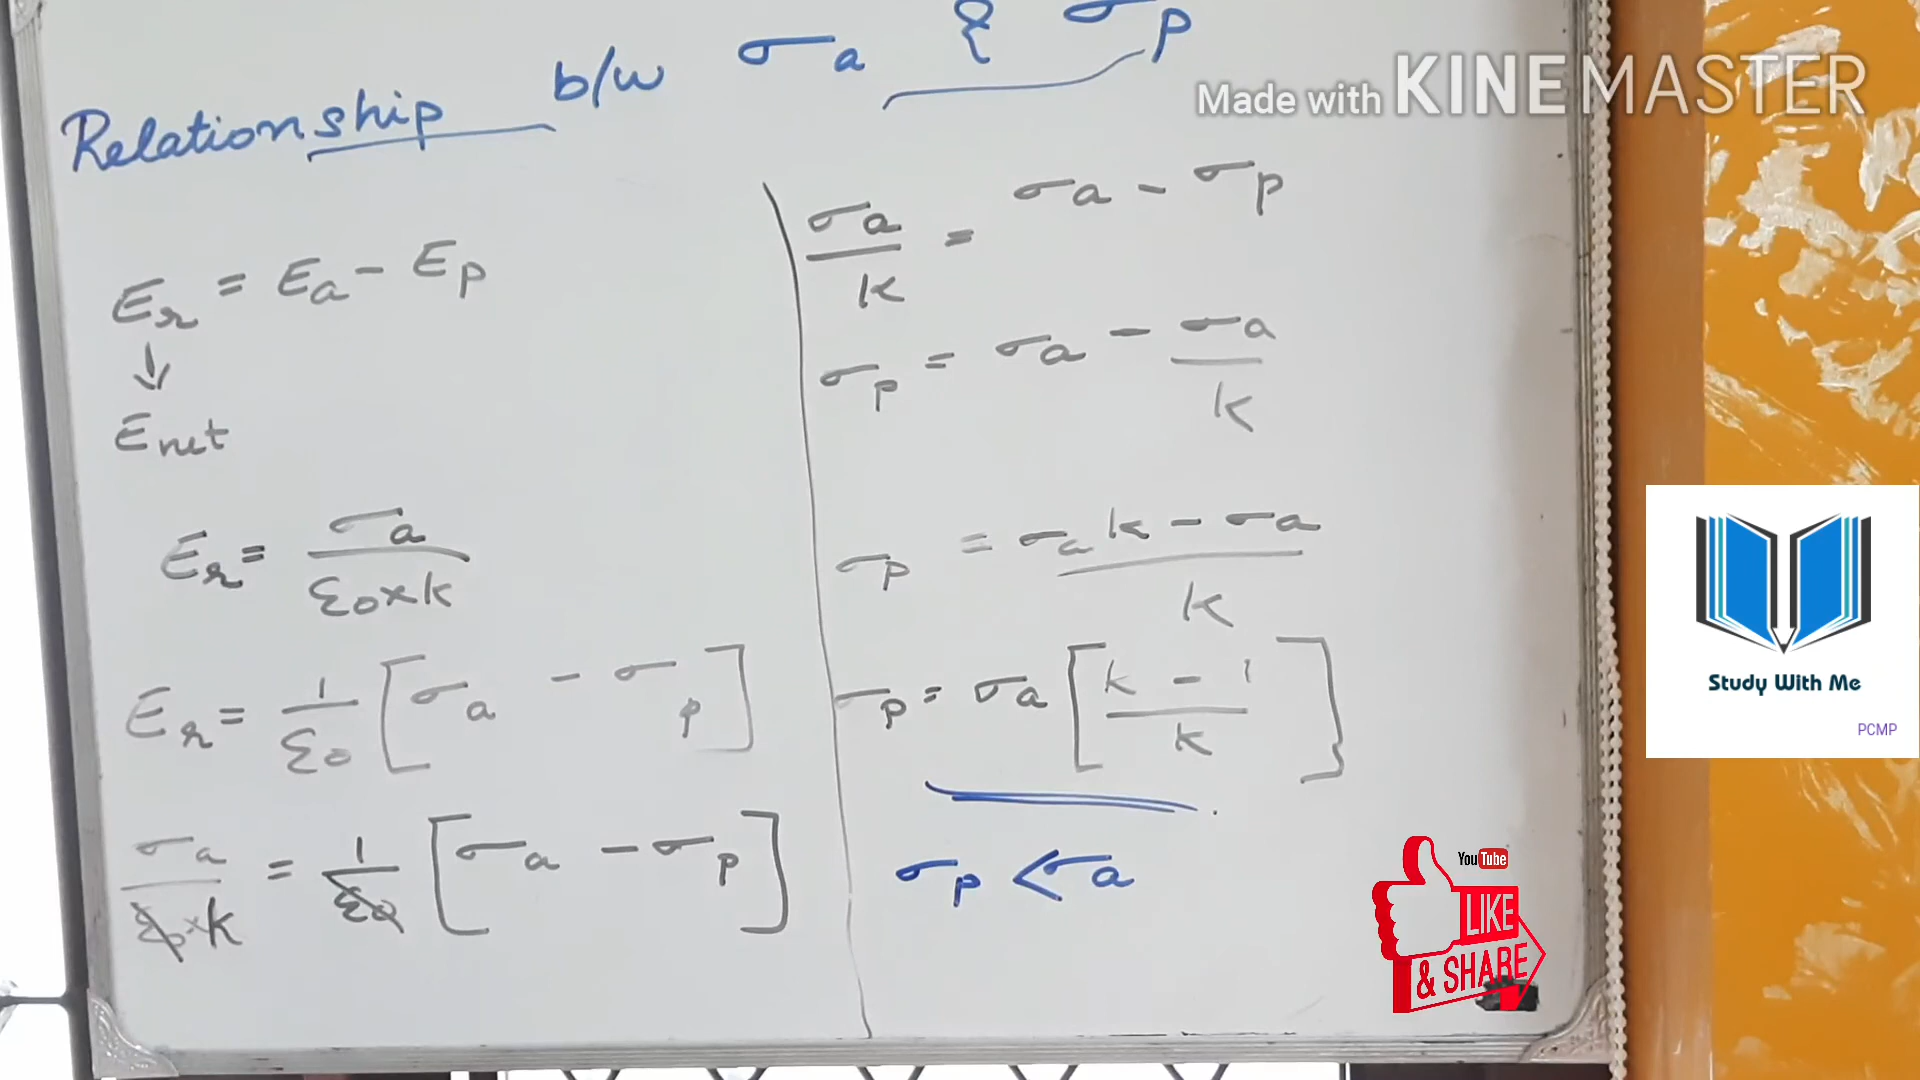 Relationship b/w σa & σp
Made with KINEMASTER
Er = Ea - Ep
↓
Enet
Er = σa / ε0 × k
Er = 1/ε0 [σa - σp]
σa / ε0 × k = 1/ε0 [σa - σp]
σa / k = σa - σp
σp = σa - σa / k
σp = σa k - σa / k
σp = σa [k - 1 / k]
σp < σa
Study With Me
PCMP
YouTube
LIKE
& SHARE